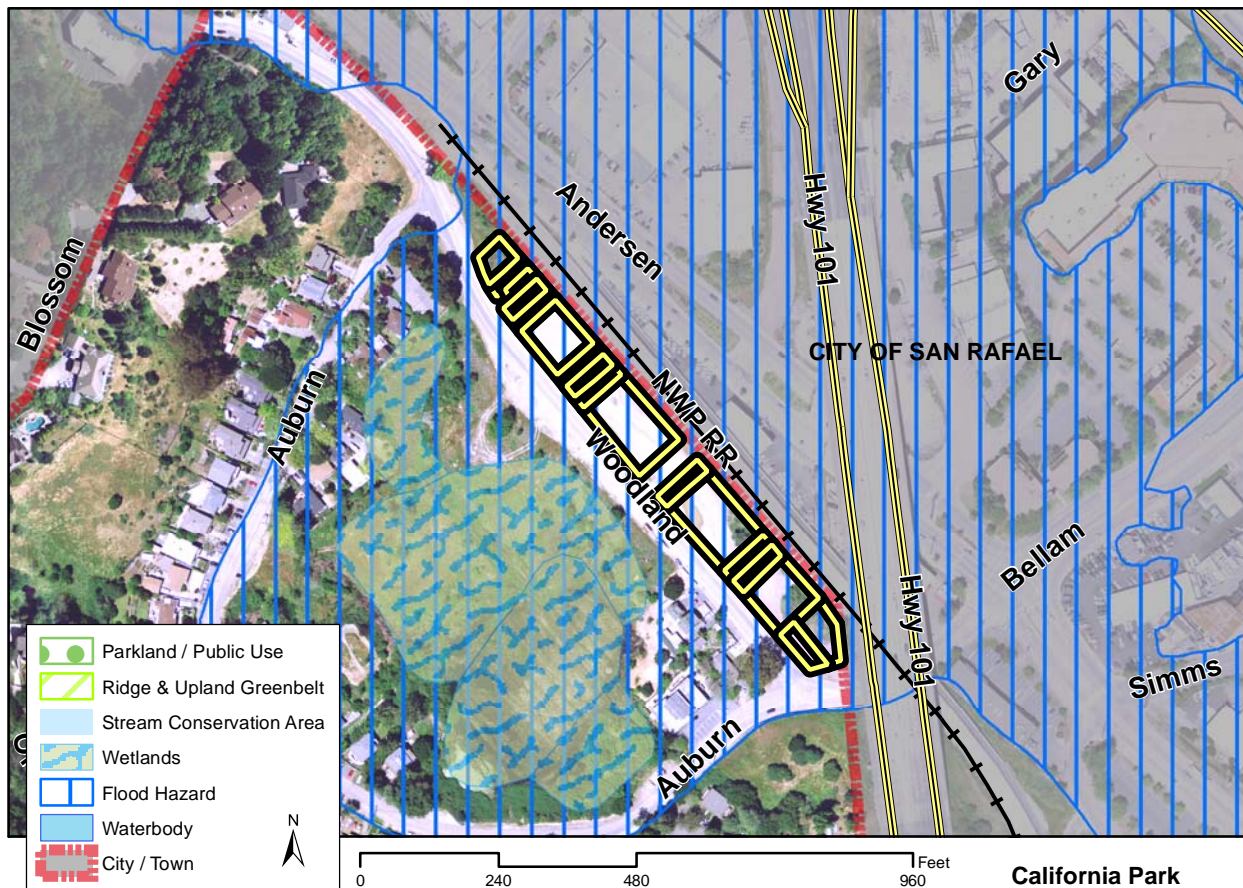 Gary
Andersen
Hwy 101
Blossom
CITY OF SAN RAFAEL
NWP RR
Auburn
Woodland
Bellam
Hwy 101
Simms
Auburn
Parkland / Public Use
Ridge & Upland Greenbelt
Stream Conservation Area
Wetlands
Flood Hazard
Waterbody
City / Town
N
Feet
0 240 480 960
California Park